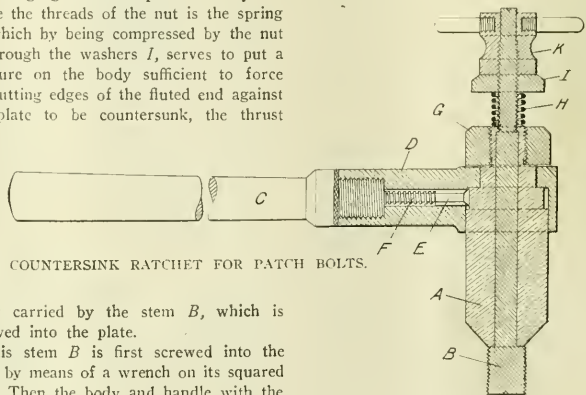 e the threads of the nut is the spring
which by being compressed by the nut
rough the washers I, serves to put a
ure on the body sufficient to force
utting edges of the fluted end against
plate to be countersunk, the thrust
K
I
H
G
D
C
F
E
A
B
COUNTERSINK RATCHET FOR PATCH BOLTS.
carried by the stem B, which is
ved into the plate.
is stem B is first screwed into the
by means of a wrench on its squared
Then the body and handle with the